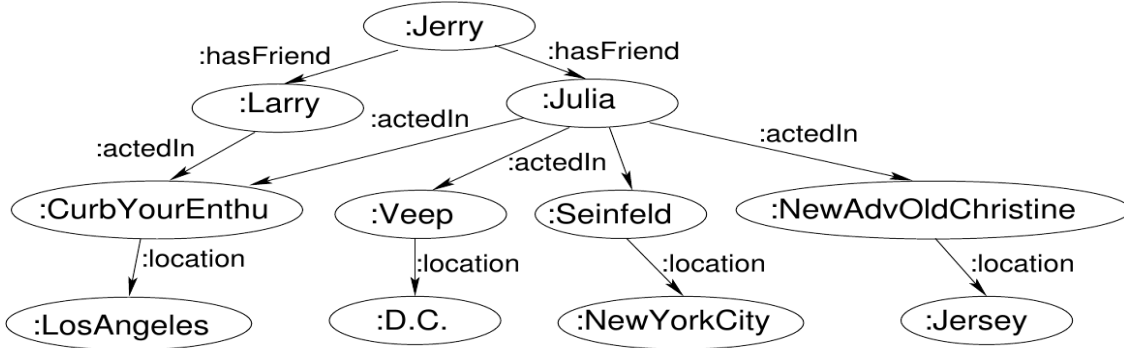 :Jerry
:hasFriend
:hasFriend
:Larry
:Julia
:actedIn
:actedIn
:actedIn
:actedIn
:CurbYourEnthu
:Veep
:Seinfeld
:NewAdvOldChristine
:location
:location
:location
:location
:LosAngeles
:D.C.
:NewYorkCity
:Jersey